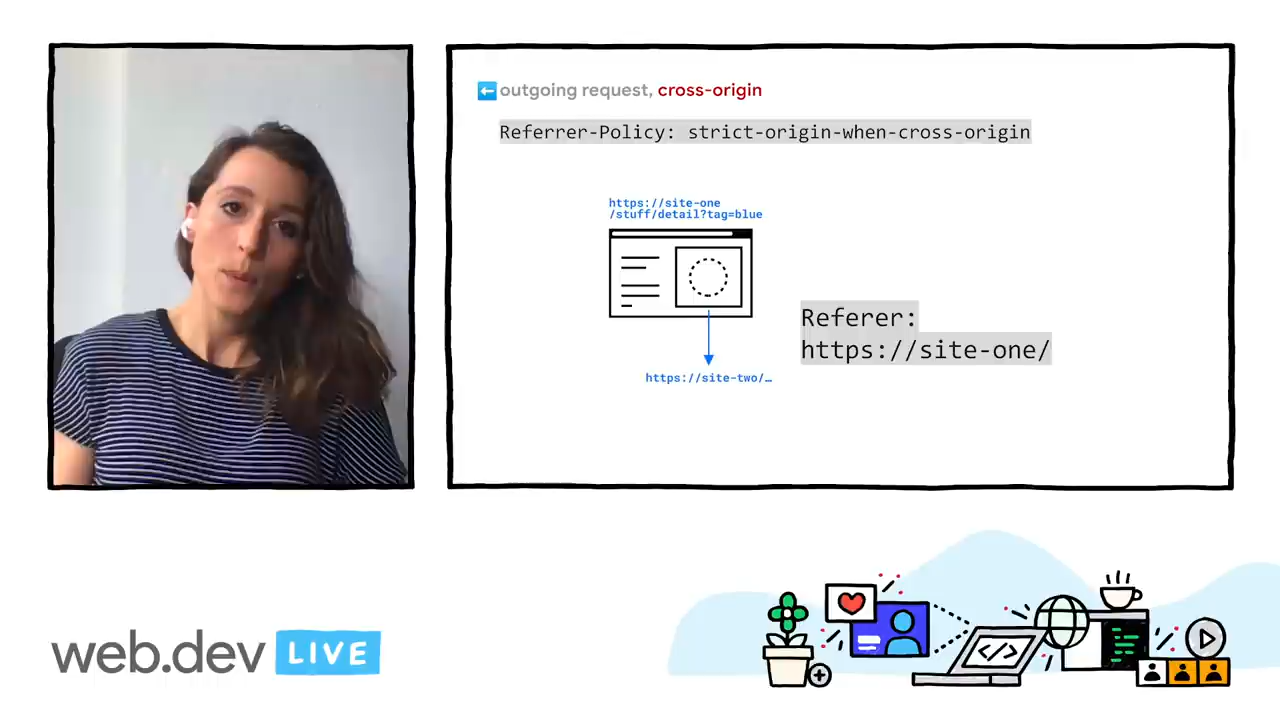 outgoing request, cross-origin
Referrer-Policy: strict-origin-when-cross-origin
https://site-one
/stuff/detail?tag=blue
Referer:
https://site-one/
https://site-two/…
web.dev LIVE
</>